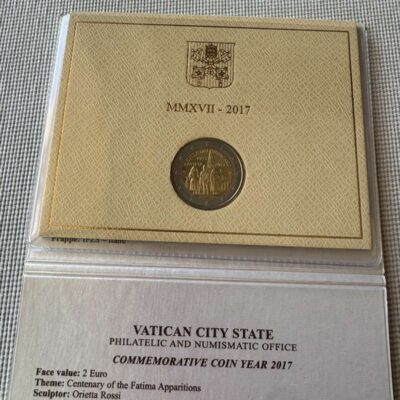 MMXVII - 2017
Frappe: IPZS - Italie
VATICAN CITY STATE
PHILATELIC AND NUMISMATIC OFFICE
COMMEMORATIVE COIN YEAR 2017
Face value: 2 Euro
Theme: Centenary of the Fatima Apparitions
Sculptor: Orietta Rossi